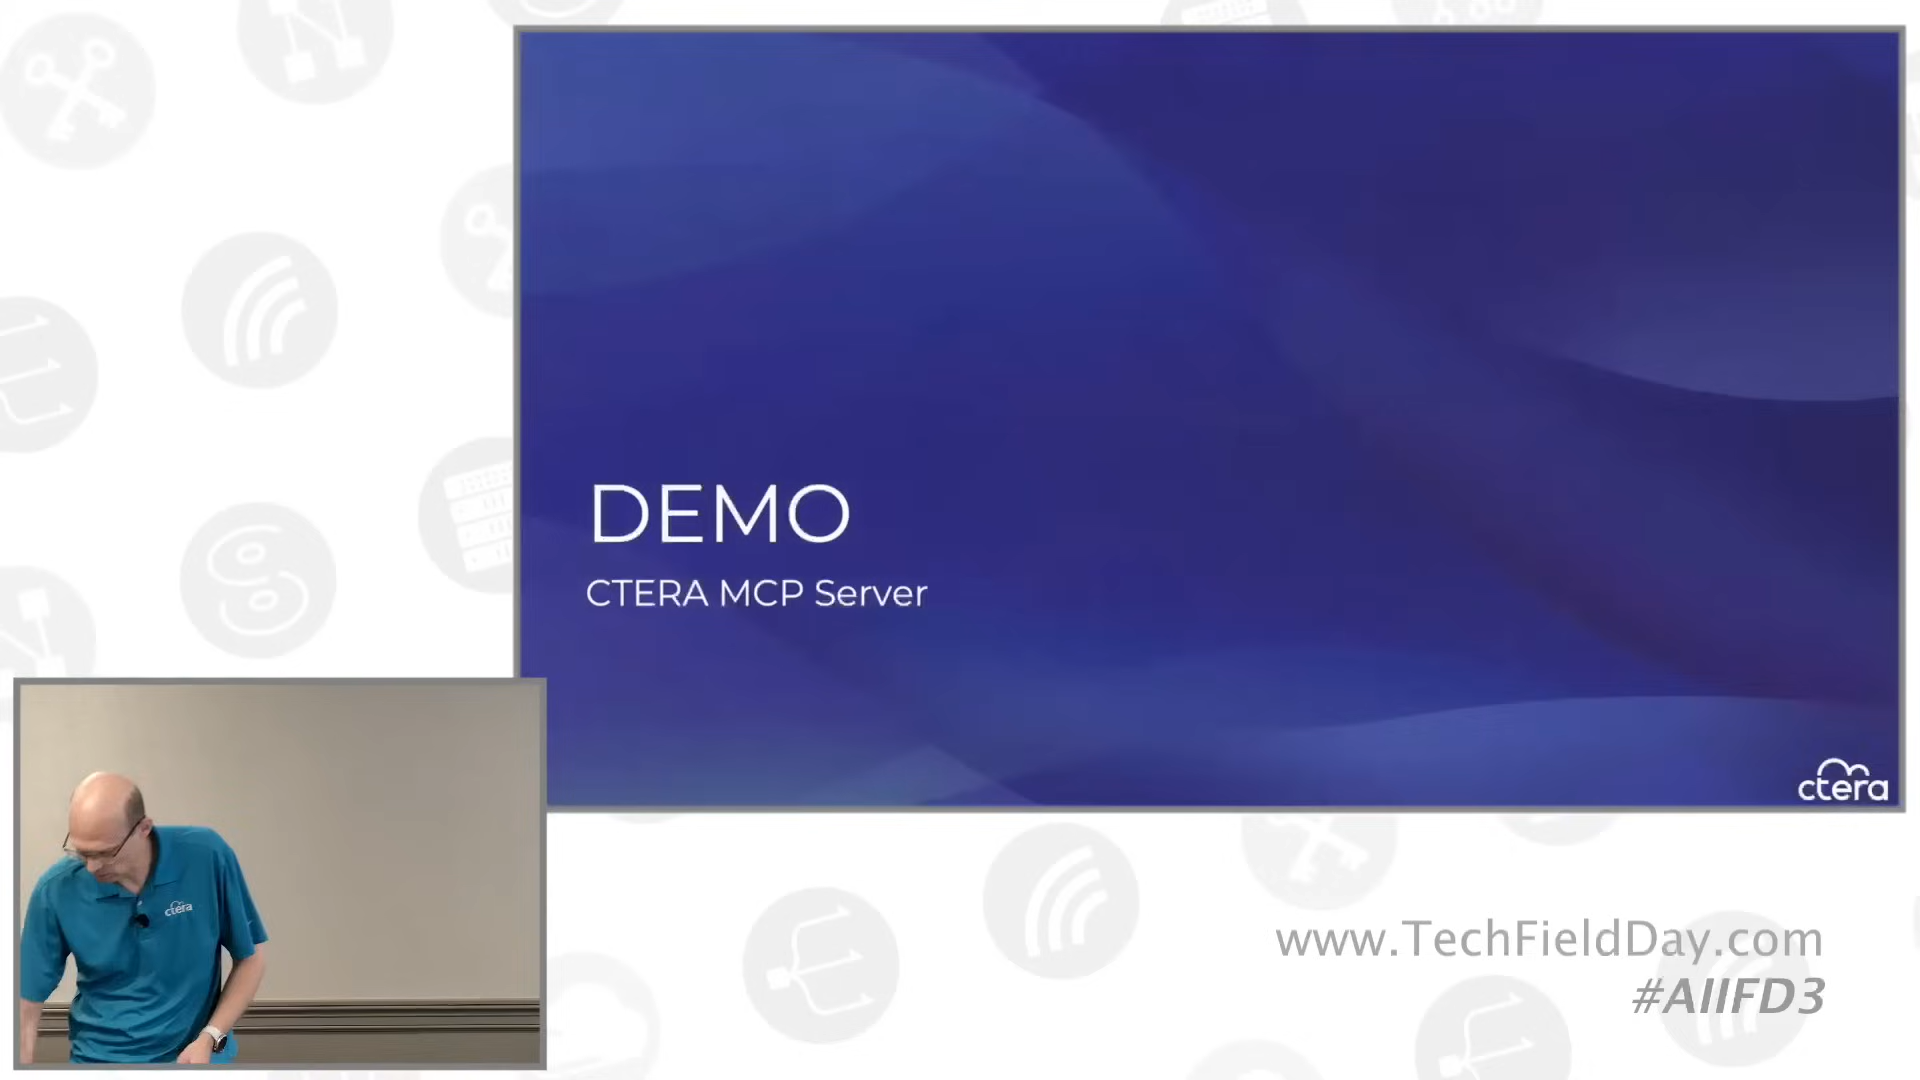 DEMO
CTERA MCP Server
ctera
ctera
www.TechFieldDay.com
#AIIFD3